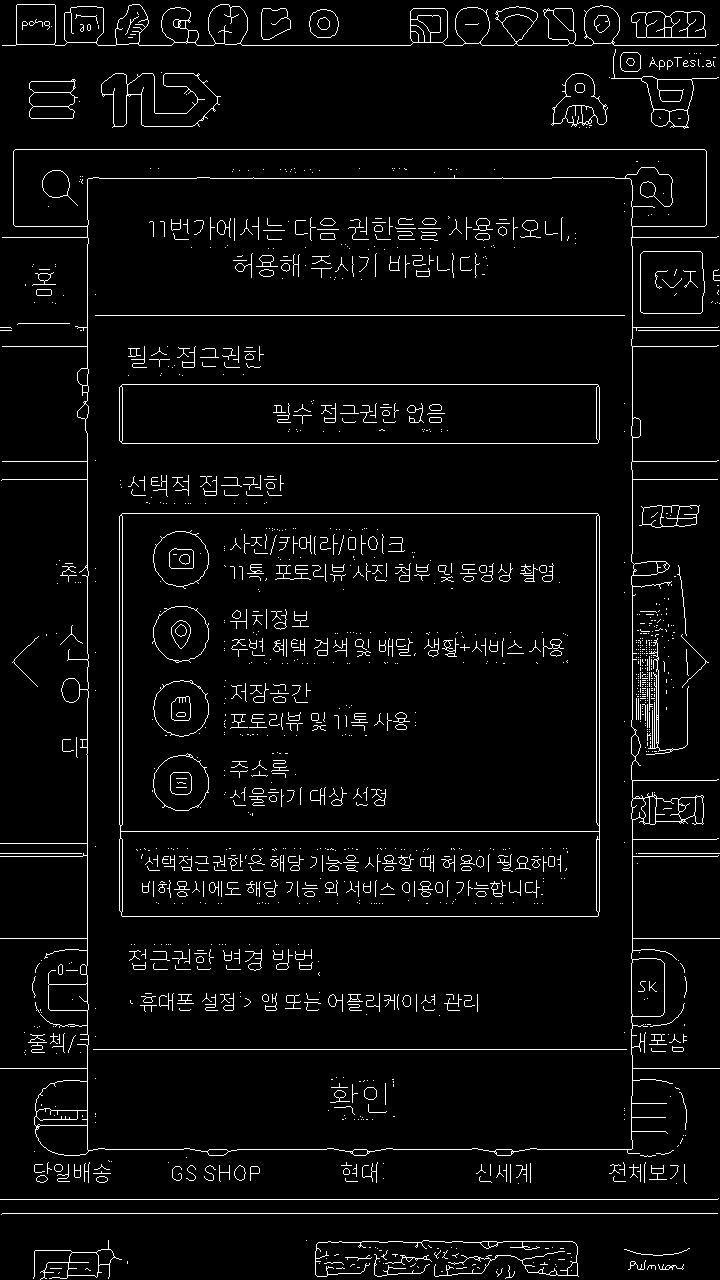 12:22
AppTest.ai
11
11번가에서는 다음 권한들을 사용하오니,
허용해 주시기 바랍니다.
홈
필수 접근권한
필수 접근권한 없음
선택적 접근권한
사진/카메라/마이크
11톡, 포토리뷰 사진 첨부 및 동영상 촬영
위치정보
주변 혜택 검색 및 배달, 생활+서비스 사용
저장공간
포토리뷰 및 11톡 사용
주소록
선물하기 대상 선정
'선택접근권한'은 해당 기능을 사용할 때 허용이 필요하며,
비허용시에도 해당 기능 외 서비스 이용이 가능합니다.
접근권한 변경 방법
· 휴대폰 설정 > 앱 또는 어플리케이션 관리
SK
확인
당일배송 GS SHOP 현대 신세계 전체보기